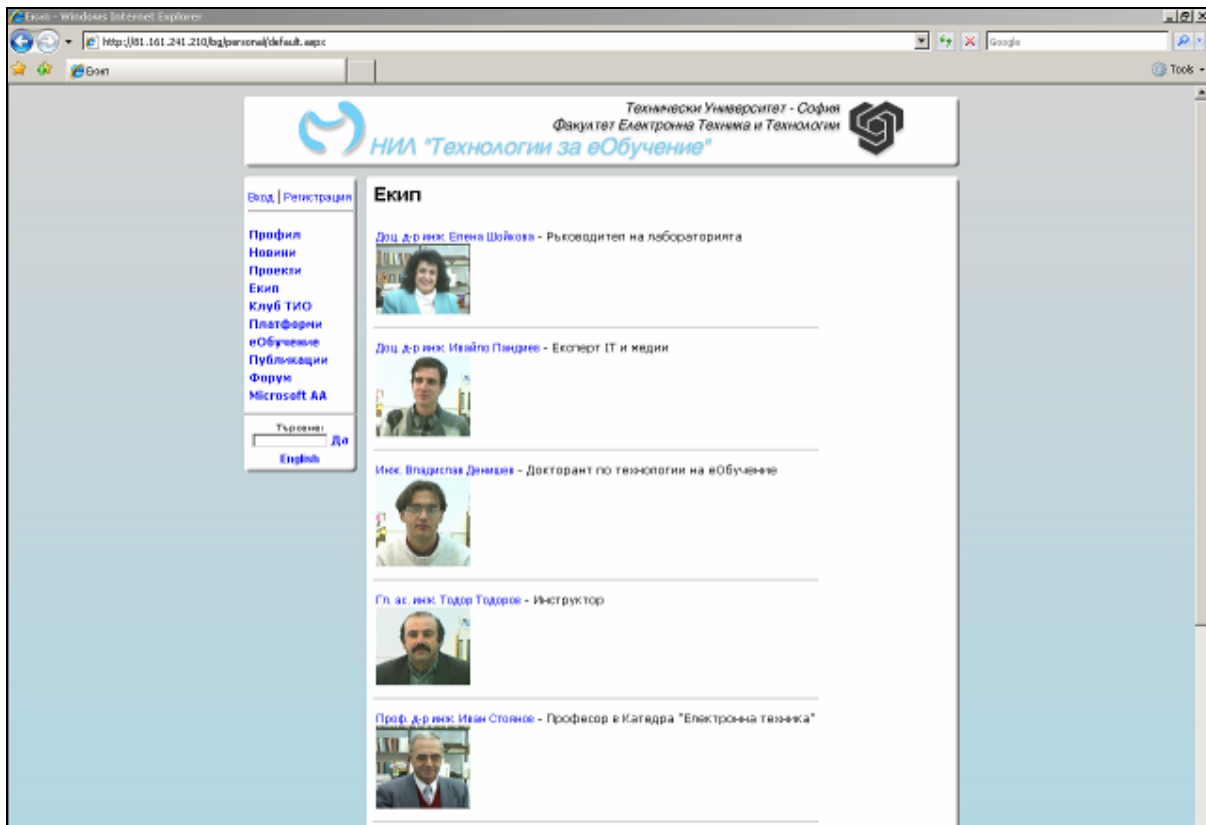 Екип - Windows Internet Explorer
http://81.161.241.210/bg/personal/default.aspx
Google
Екип
Tools
Технически Университет - София
Факултет Електронна Техника и Технологии
НИЛ "Технологии за еОбучение"
Вход | Регистрация
Профил
Новини
Проекти
Екип
Клуб ТИО
Платформи
еОбучение
Публикации
Форум
Microsoft AA
Търсене:
Да
English
Екип
Доц. д-р инж. Елена Шойкова - Ръководител на лабораторията
Доц. д-р инж. Ивайло Пандиев - Експерт IT и медии
Инж. Владислав Денишев - Докторант по технологии на еОбучение
Гл. ас. инж. Тодор Тодоров - Инструктор
Проф. д-р инж. Иван Стоянов - Професор в Катедра "Електронна техника"